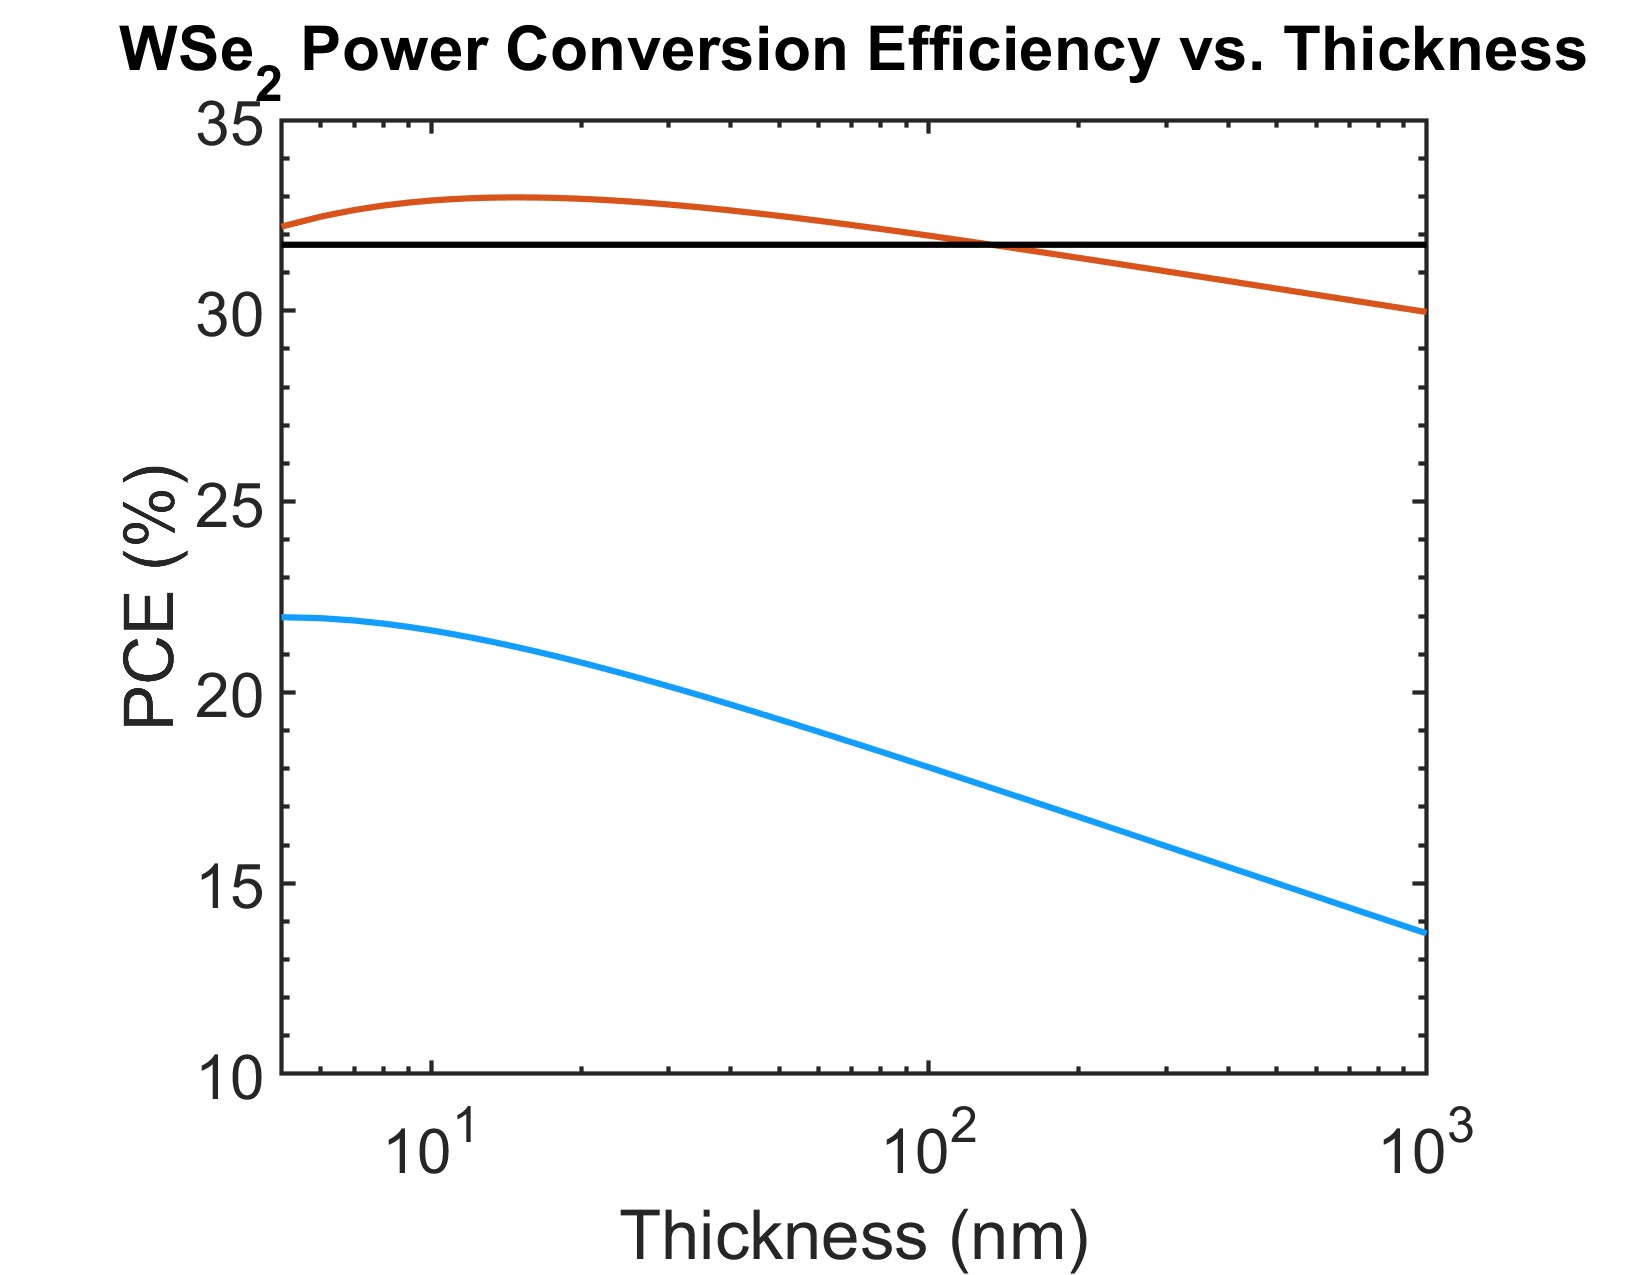 WSe2 Power Conversion Efficiency vs. Thickness
35
30
25
20
15
10
PCE (%)
10^1 10^2 10^3
Thickness (nm)